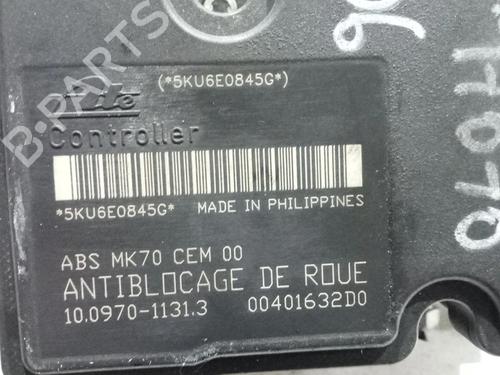 (*5KU6E0845G*)
Ate
Controller
*5KU6E0845G* MADE IN PHILIPPINES
ABS MK70 CEM 00
ANTIBLOCAGE DE ROUE
10.0970-1131.3 00401632D0
B-PARTS